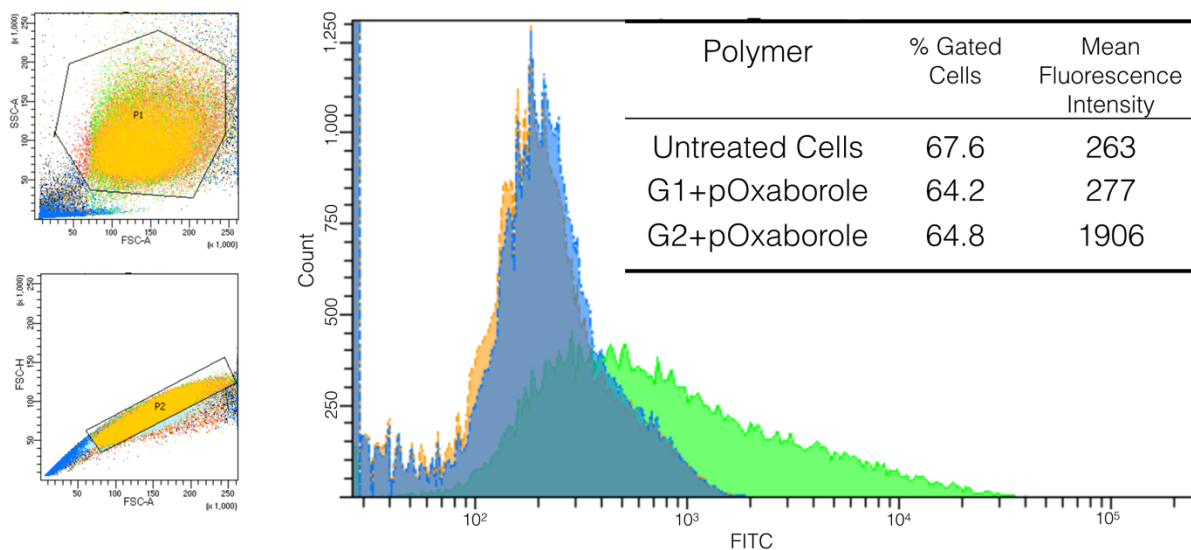 [x 1,000)
250
200
150
100
50
SSC-A
P1
50 100 150 200 250
FSC-A
[x 1,000)
[x 1,000)
250
200
150
100
50
FSC-H
P2
50 100 150 200 250
FSC-A
[x 1,000)
1,250
1,000
750
500
250
Count
10² 10³ 10⁴ 10⁵
FITC
Polymer % Gated Cells Mean Fluorescence Intensity
Untreated Cells 67.6 263
G1+pOxaborole 64.2 277
G2+pOxaborole 64.8 1906